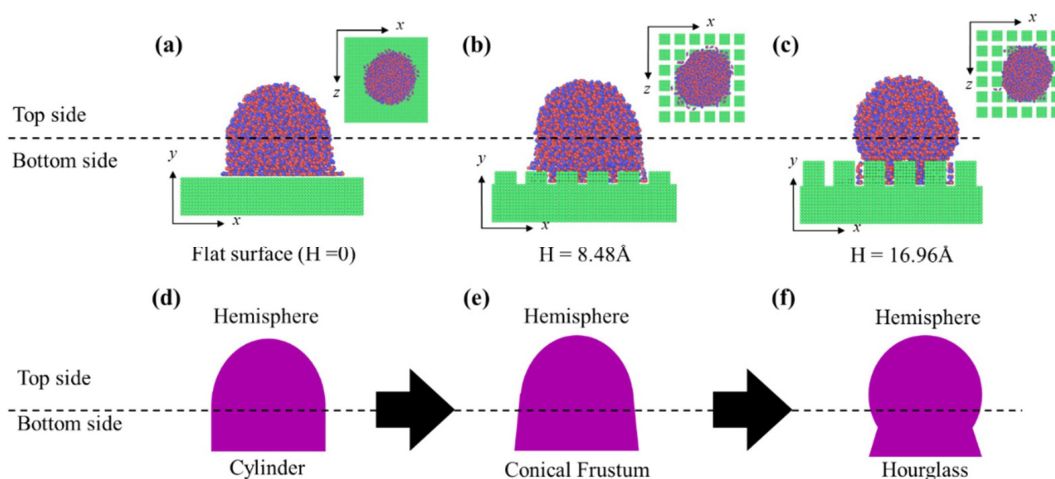 (a)
x
z
(b)
x
z
(c)
x
z
Top side
Bottom side
y
x
y
x
y
x
Flat surface (H =0)
H = 8.48Å
H = 16.96Å
(d)
(e)
(f)
Hemisphere
Hemisphere
Hemisphere
Top side
Bottom side
Cylinder
Conical Frustum
Hourglass